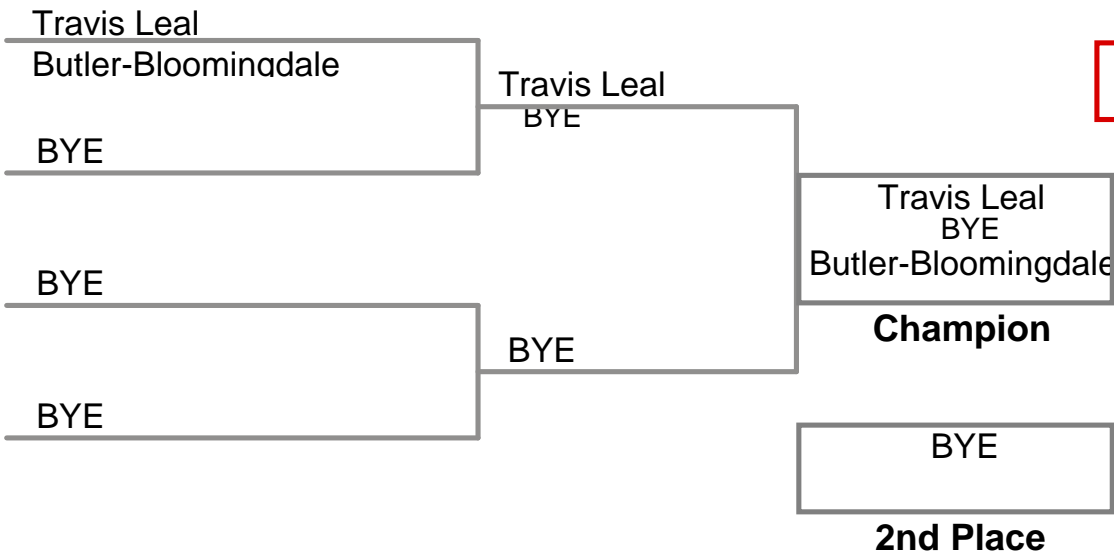 Travis Leal
Butler-Bloomingdale
BYE
BYE
BYE
Travis Leal
BYE
BYE
Travis Leal
BYE
Butler-Bloomingdale
Champion
BYE
2nd Place